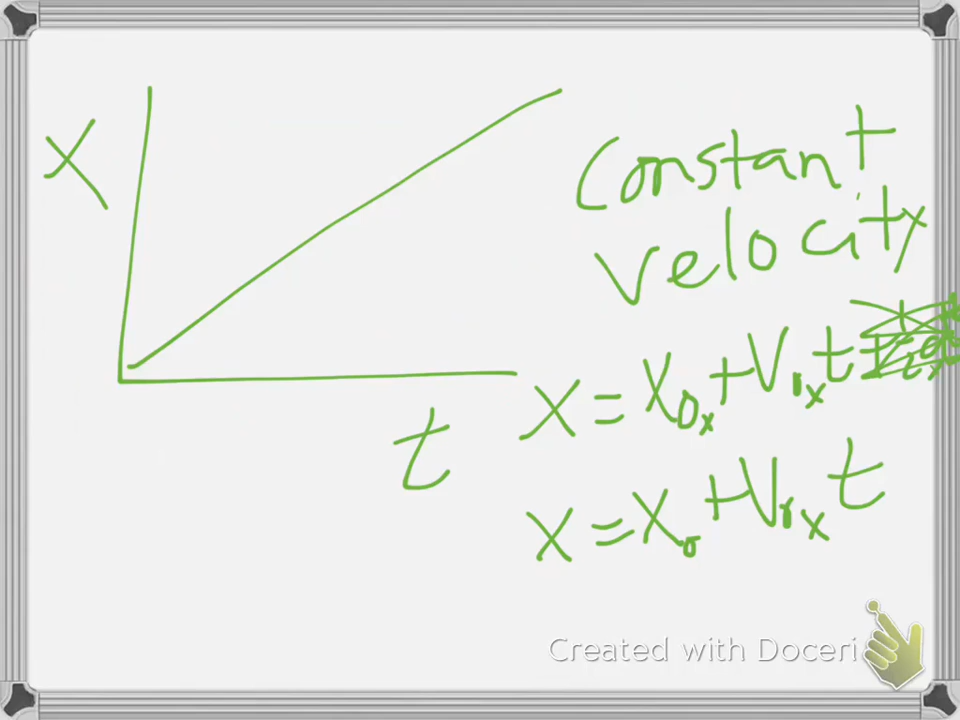 X
constant
velocity
x = x₀ₓ + v₁ₓ t
t
x = x₀ + v₁ₓ t
Created with Doceri